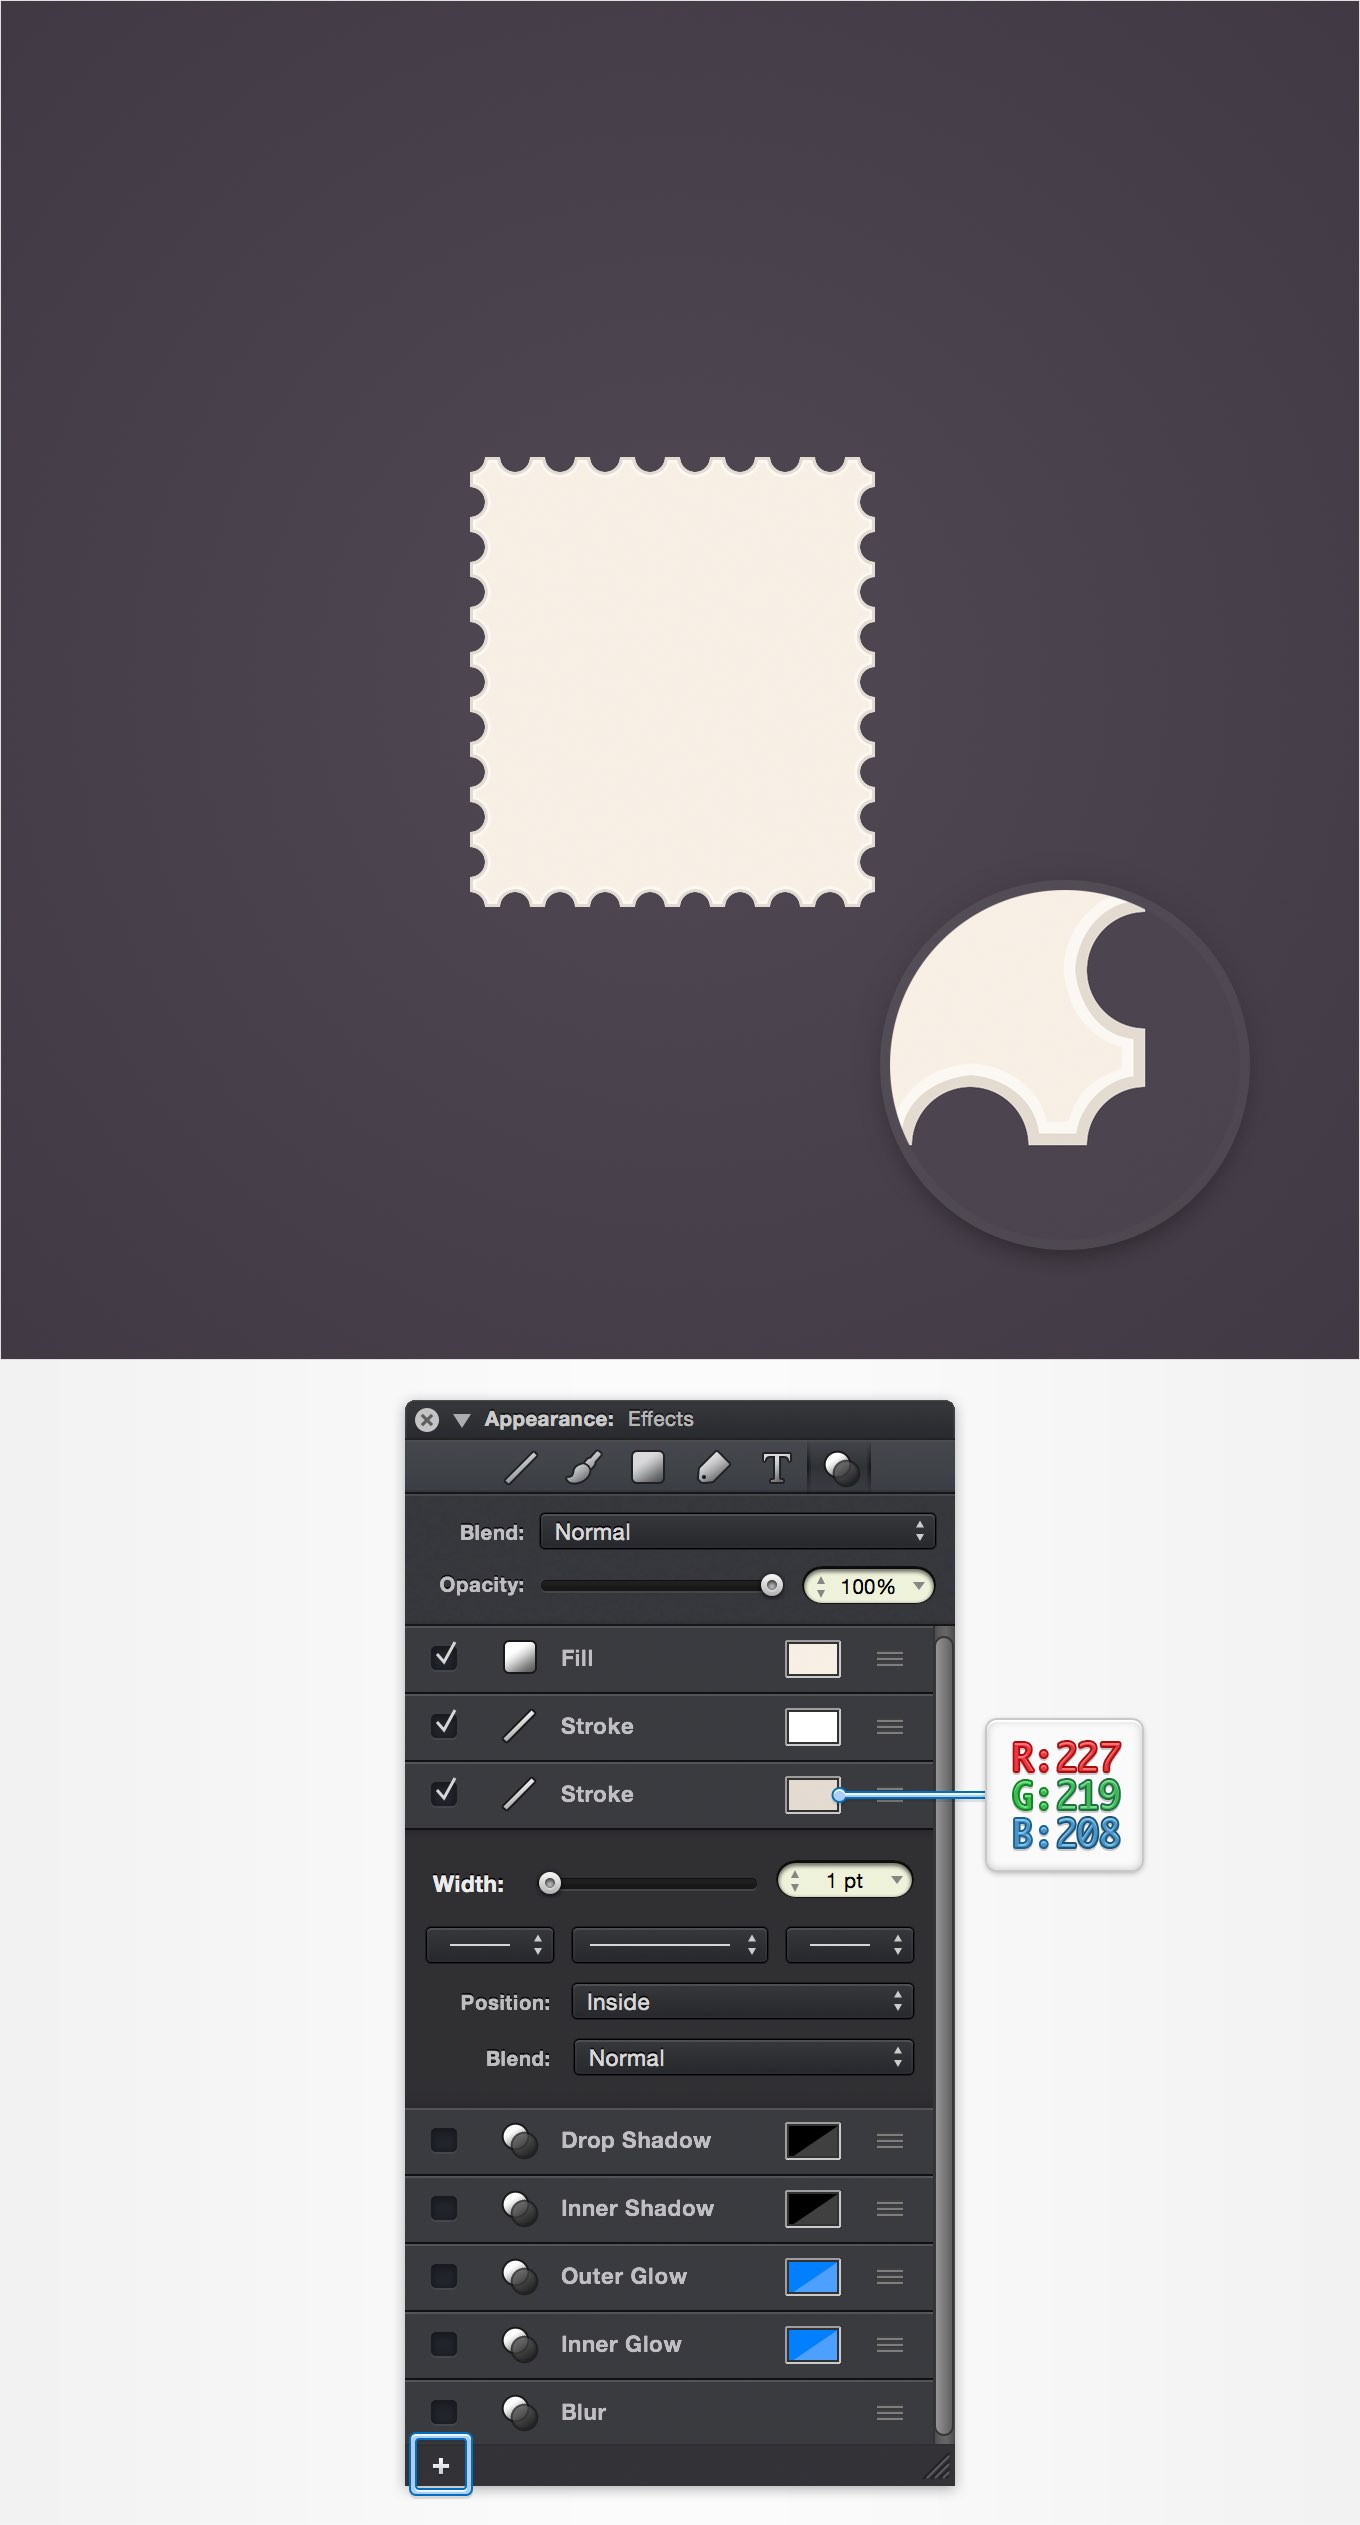 Appearance: Effects
T
Blend: Normal
Opacity: 100%
Fill
Stroke
Stroke
R:227
G:219
B:208
Width: 1 pt
Position: Inside
Blend: Normal
Drop Shadow
Inner Shadow
Outer Glow
Inner Glow
Blur
+